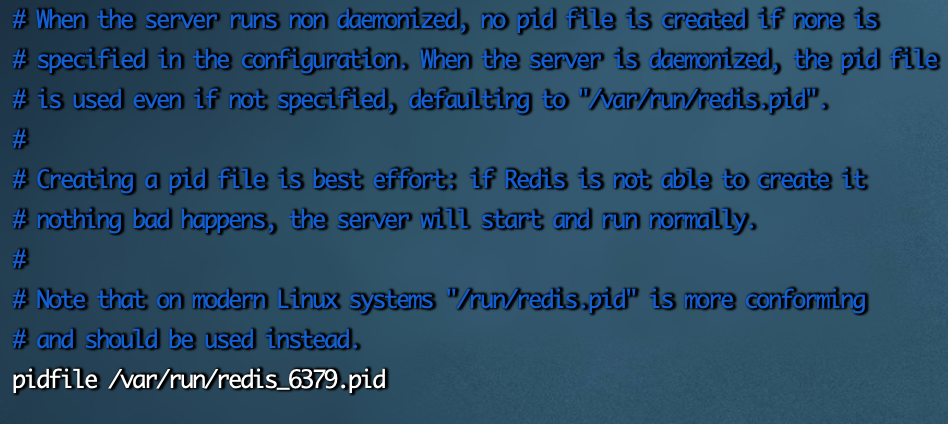 # When the server runs non daemonized, no pid file is created if none is
# specified in the configuration. When the server is daemonized, the pid file
# is used even if not specified, defaulting to "/var/run/redis.pid".
#
# Creating a pid file is best effort: if Redis is not able to create it
# nothing bad happens, the server will start and run normally.
#
# Note that on modern Linux systems "/run/redis.pid" is more conforming
# and should be used instead.
pidfile /var/run/redis_6379.pid